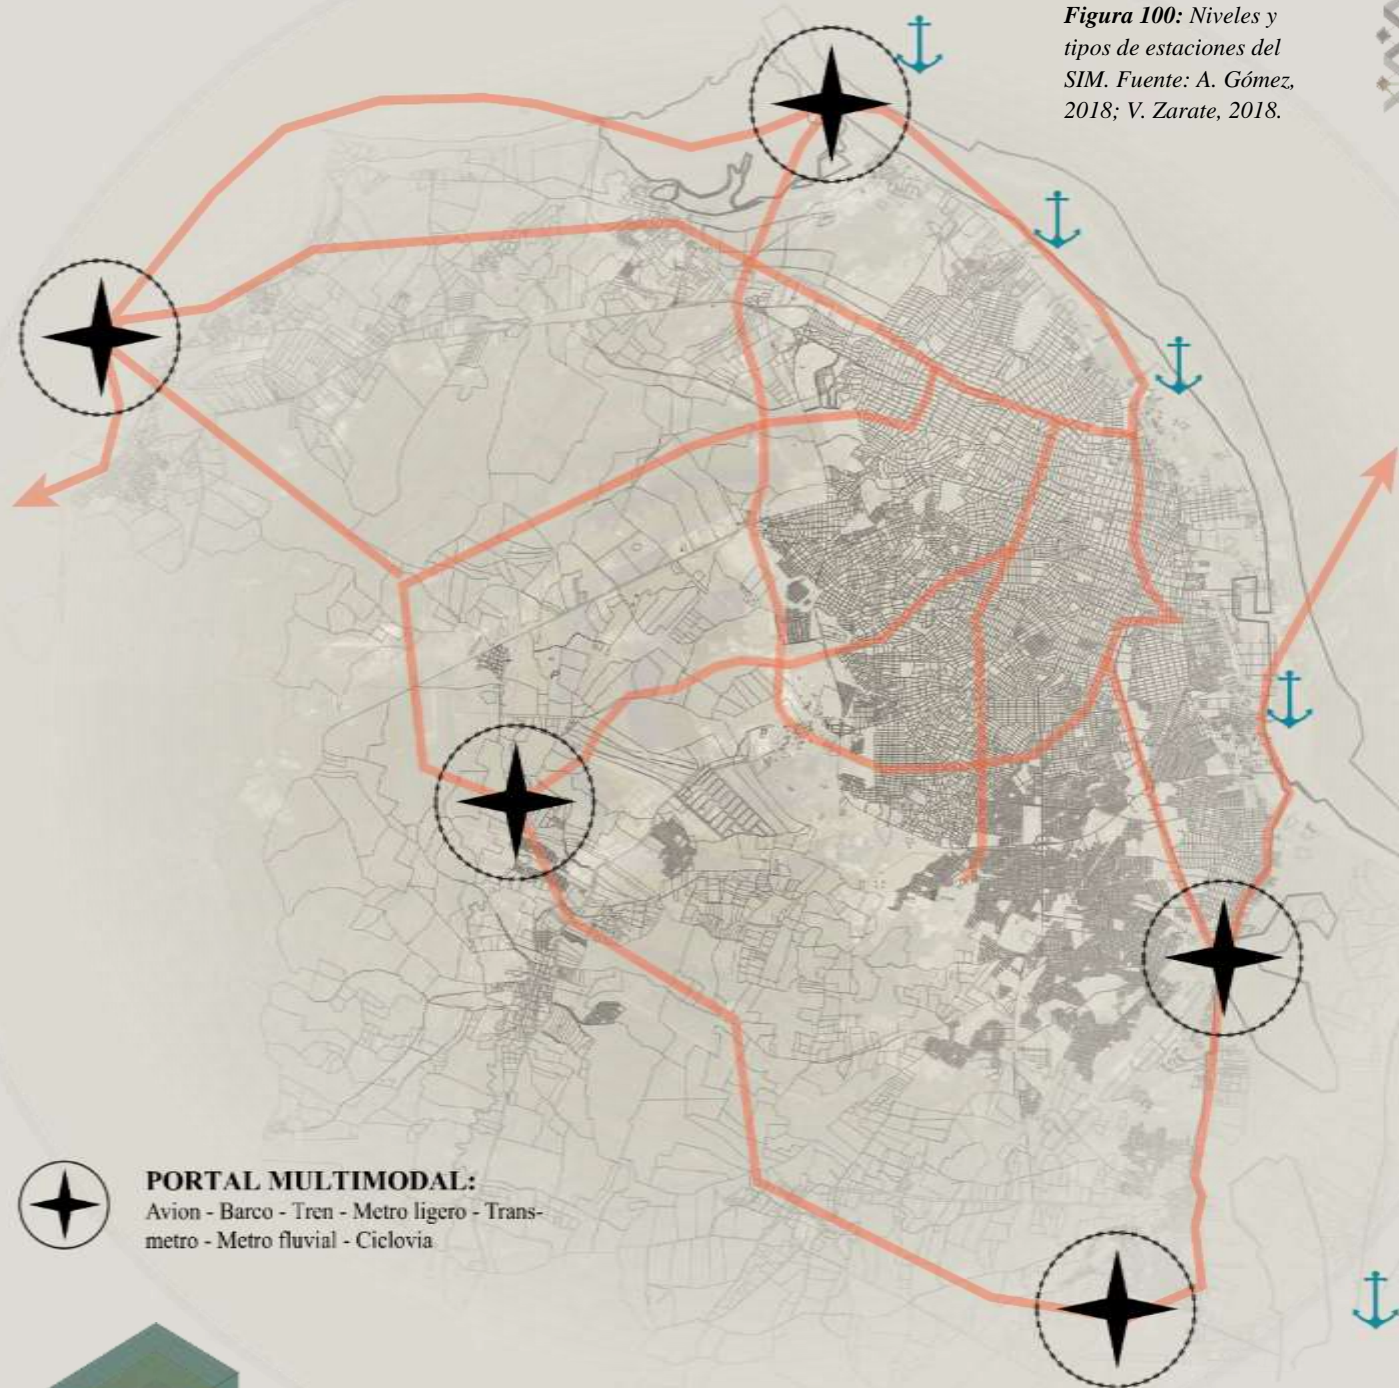 Figura 100: Niveles y
tipos de estaciones del
SIM. Fuente: A. Gómez,
2018; V. Zarate, 2018.
PORTAL MULTIMODAL:
Avion - Barco - Tren - Metro ligero - Trans-
metro - Metro fluvial - Ciclovia